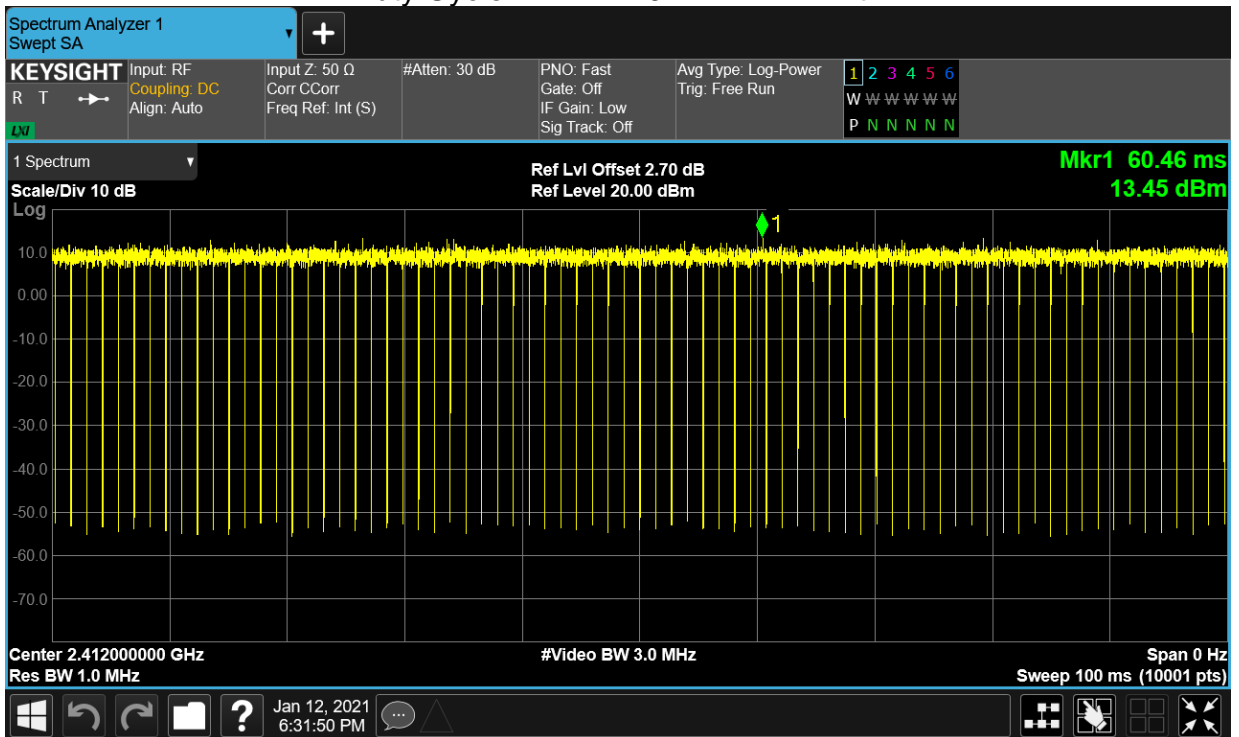 Spectrum Analyzer 1
Swept SA
KEYSIGHT
R T
LXI
Input: RF
Coupling: DC
Align: Auto
Input Z: 50 Ω
Corr CCorr
Freq Ref: Int (S)
#Atten: 30 dB
PNO: Fast
Gate: Off
IF Gain: Low
Sig Track: Off
Avg Type: Log-Power
Trig: Free Run
1 2 3 4 5 6
W W W W W W
P N N N N N
1 Spectrum
Scale/Div 10 dB
Ref Lvl Offset 2.70 dB
Ref Level 20.00 dBm
Mkr1 60.46 ms
13.45 dBm
Log
1
10.0
0.00
-10.0
-20.0
-30.0
-40.0
-50.0
-60.0
-70.0
Center 2.412000000 GHz
Res BW 1.0 MHz
#Video BW 3.0 MHz
Span 0 Hz
Sweep 100 ms (10001 pts)
Jan 12, 2021
6:31:50 PM